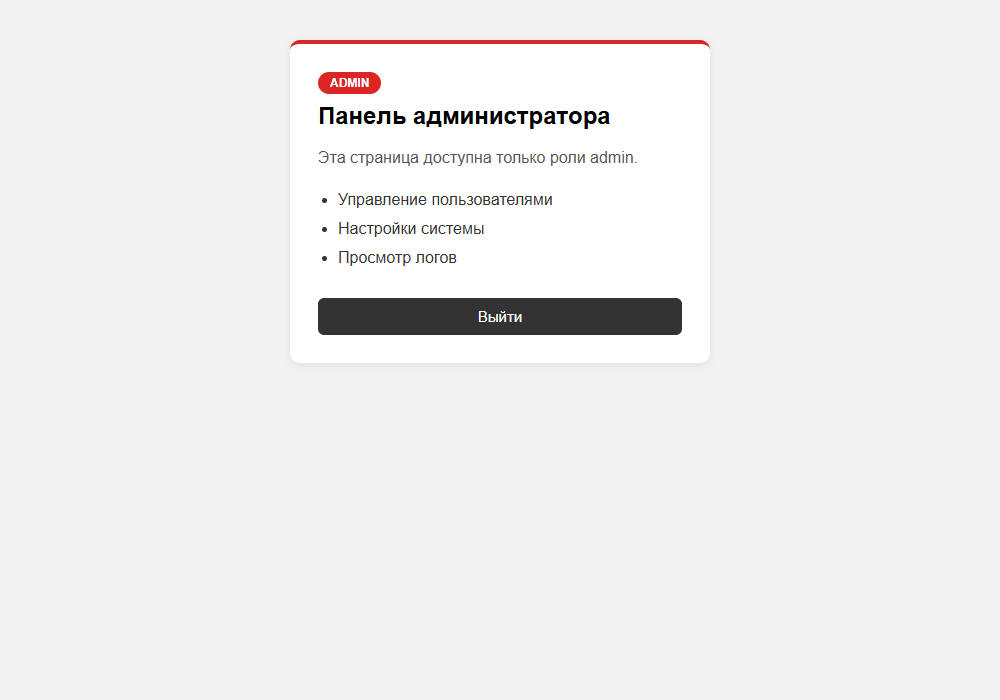 ADMIN
Панель администратора
Эта страница доступна только роли admin.
Управление пользователями
Настройки системы
Просмотр логов
Выйти